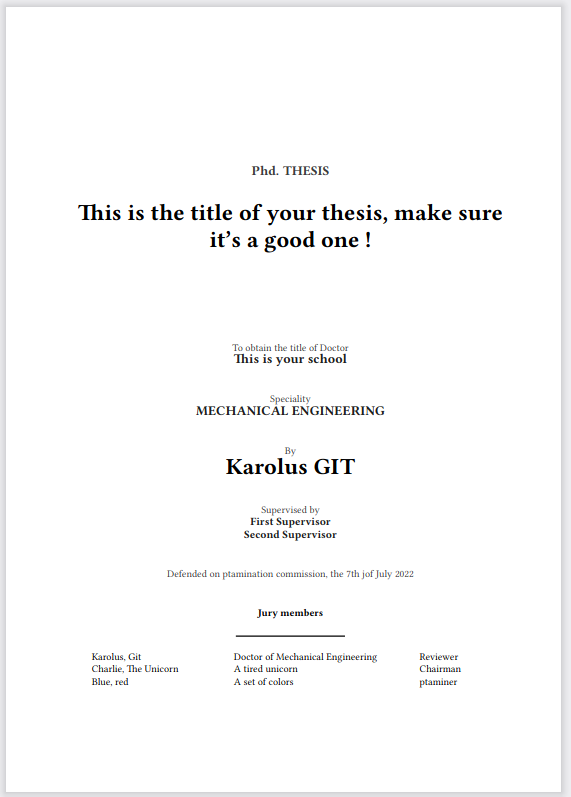 Phd. THESIS
This is the title of your thesis, make sure
it’s a good one !
To obtain the title of Doctor
This is your school
Speciality
MECHANICAL ENGINEERING
By
Karolus GIT
Supervised by
First Supervisor
Second Supervisor
Defended on ptamination commission, the 7th jof July 2022
Jury members
Karolus, Git Doctor of Mechanical Engineering Reviewer
Charlie, The Unicorn A tired unicorn Chairman
Blue, red A set of colors ptaminer